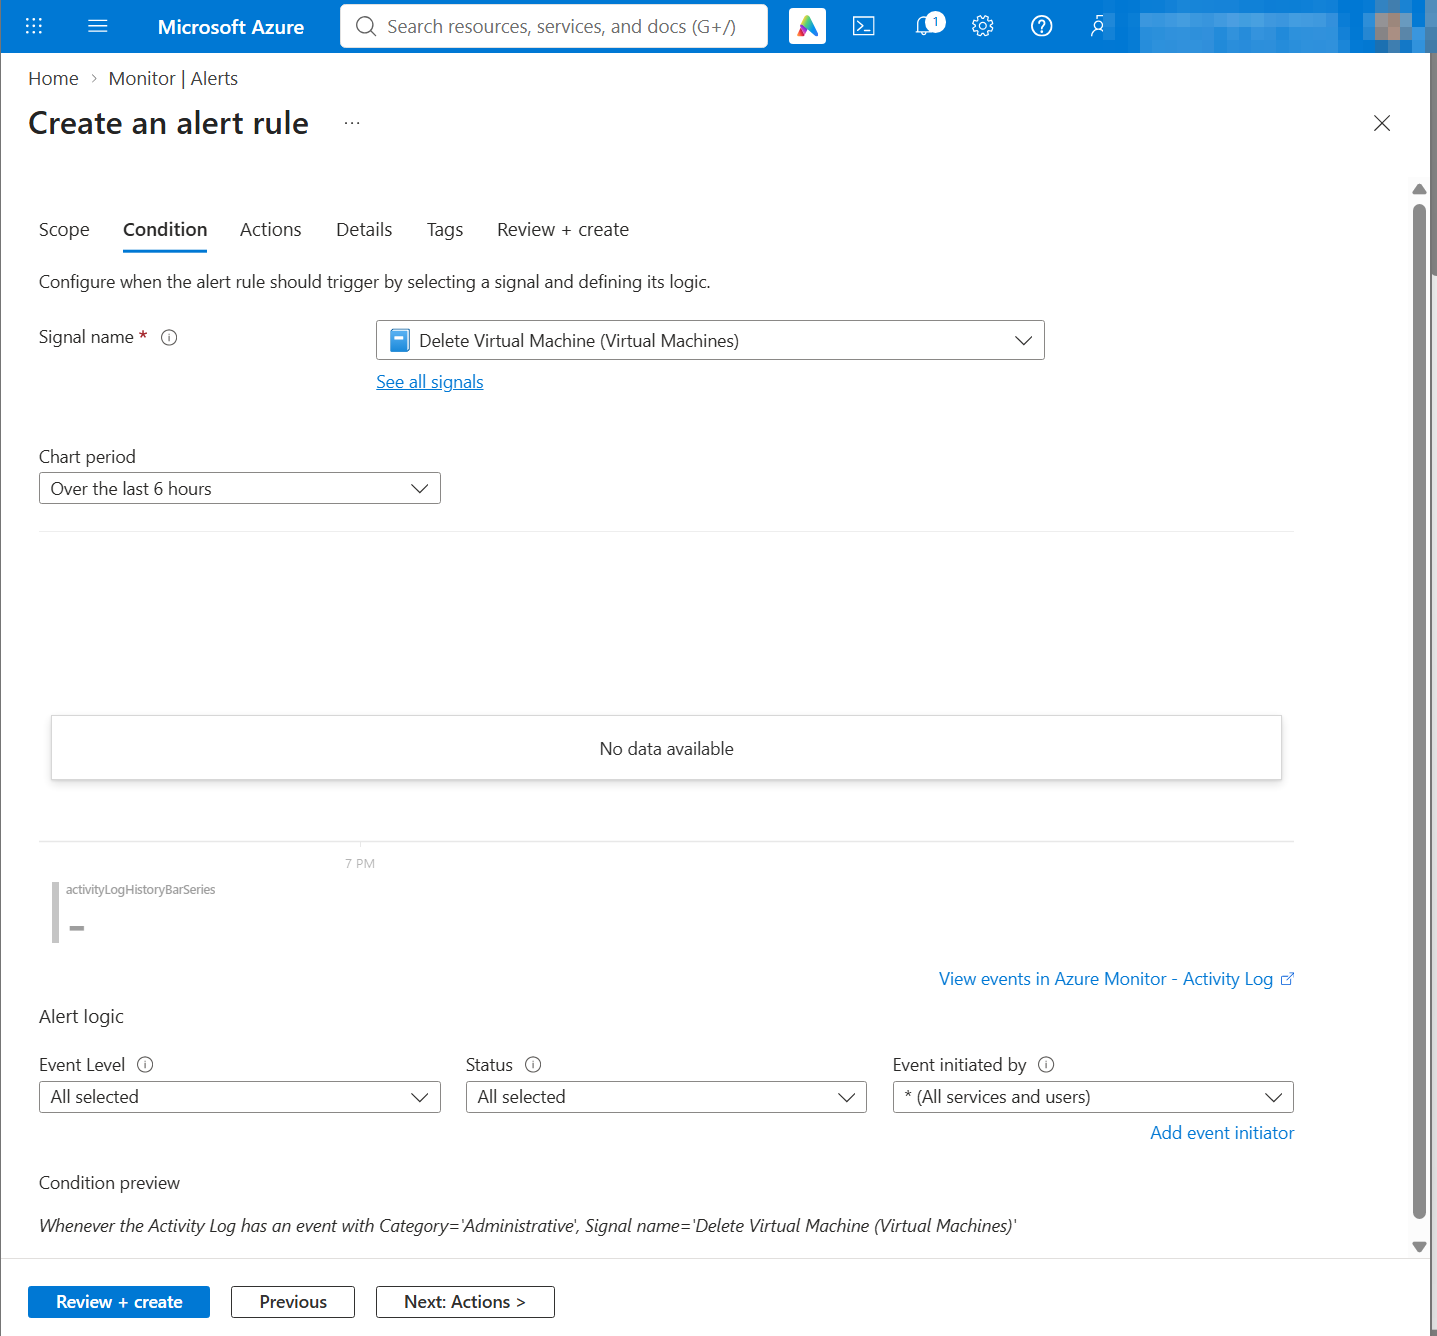 Microsoft Azure
Search resources, services, and docs (G+/)
1
Home > Monitor | Alerts
Create an alert rule ...
Scope Condition Actions Details Tags Review + create
Configure when the alert rule should trigger by selecting a signal and defining its logic.
Signal name *
Delete Virtual Machine (Virtual Machines)
See all signals
Chart period
Over the last 6 hours
No data available
7 PM
activityLogHistoryBarSeries
--
View events in Azure Monitor - Activity Log
Alert logic
Event Level Status Event initiated by
All selected All selected * (All services and users)
Add event initiator
Condition preview
Whenever the Activity Log has an event with Category='Administrative', Signal name='Delete Virtual Machine (Virtual Machines)'
Review + create Previous Next: Actions >